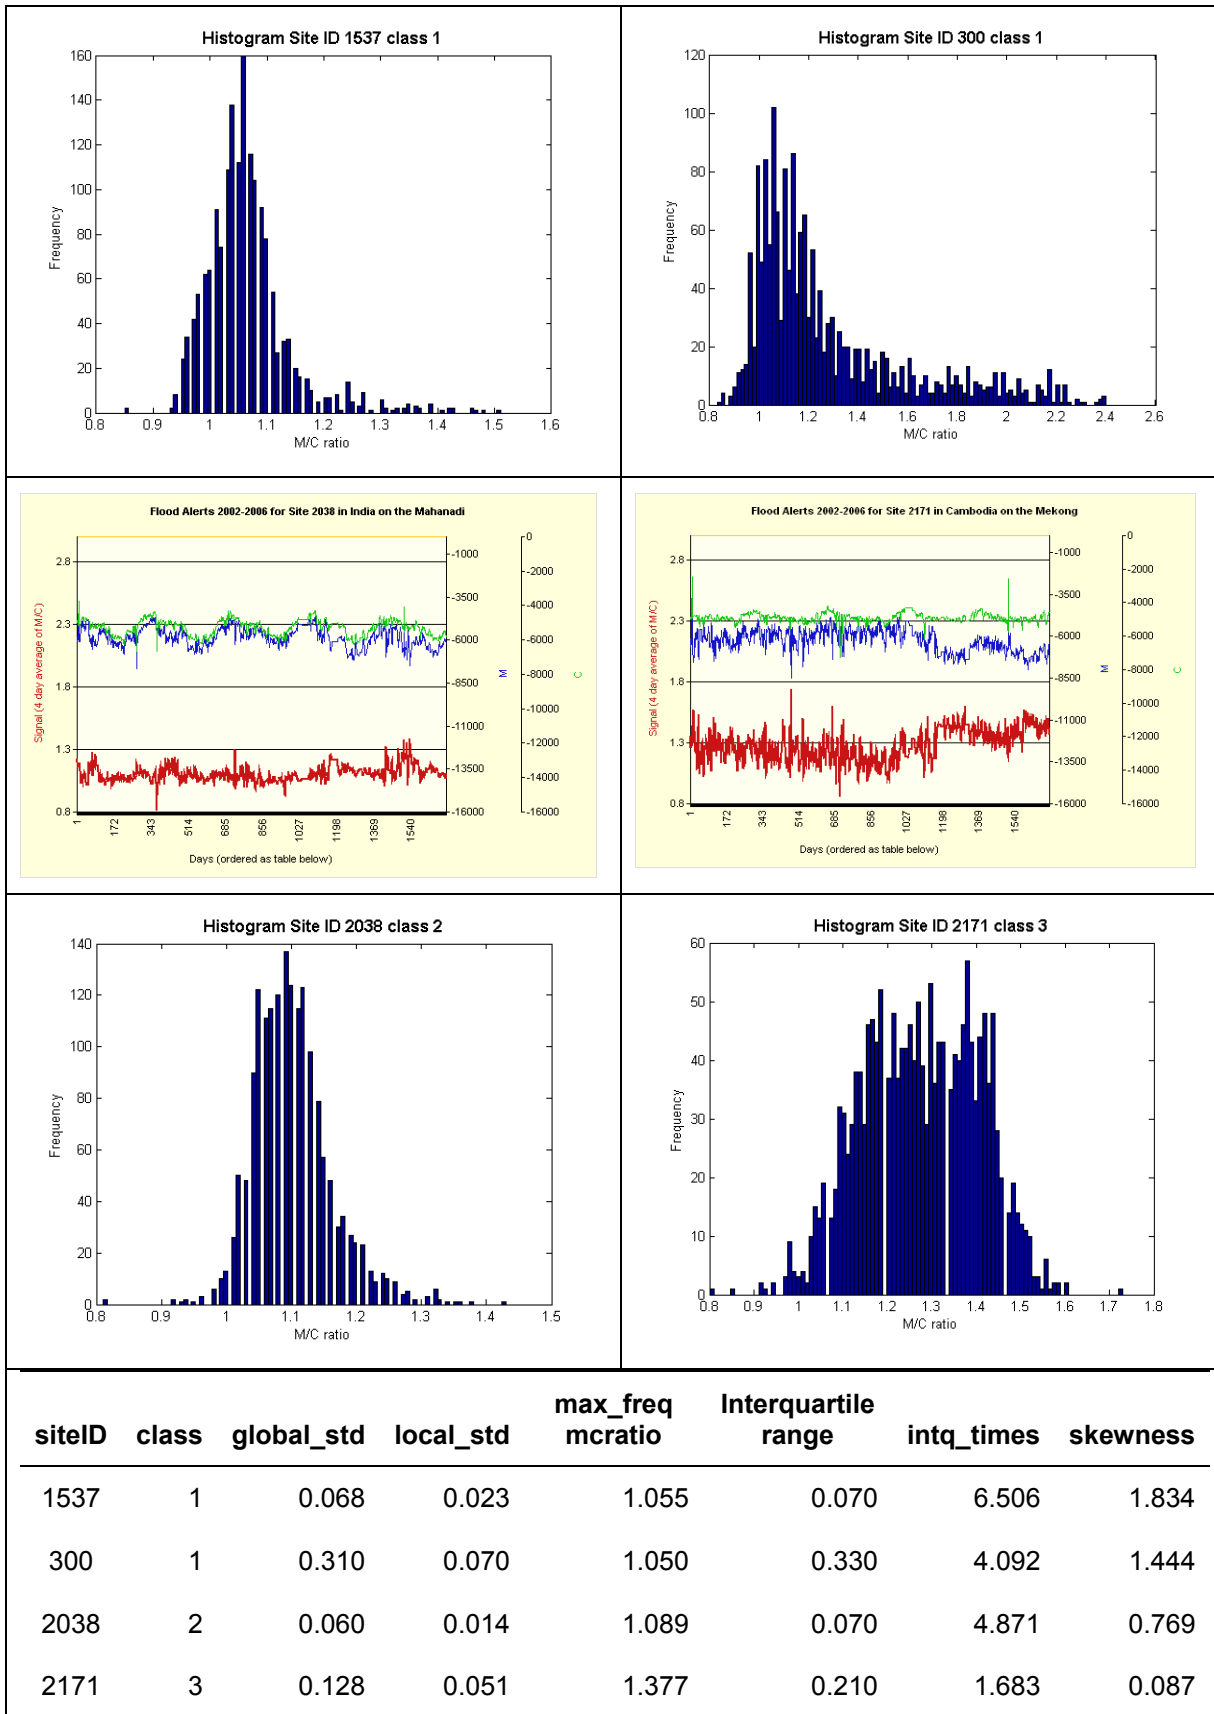 Histogram Site ID 1537 class 1
160
140
120
100
80
60
40
20
0
Frequency
0.8 0.9 1 1.1 1.2 1.3 1.4 1.5 1.6
M/C ratio
Histogram Site ID 300 class 1
120
100
80
60
40
20
0
Frequency
0.8 1 1.2 1.4 1.6 1.8 2 2.2 2.4 2.6
M/C ratio
Flood Alerts 2002-2006 for Site 2038 in India on the Mahanadi
Signal (4 day average of M/C)
2.8
2.3
1.8
1.3
0.8
-1000
-3500
-6000
-8500
-11000
-13500
-16000
M
0
-2000
-4000
-6000
-8000
-10000
-12000
-14000
-16000
C
1 172 343 514 685 856 1027 1198 1369 1540
Days (ordered as table below)
Flood Alerts 2002-2006 for Site 2171 in Cambodia on the Mekong
Signal (4 day average of M/C)
2.8
2.3
1.8
1.3
0.8
-1000
-3500
-6000
-8500
-11000
-13500
-16000
M
0
-2000
-4000
-6000
-8000
-10000
-12000
-14000
-16000
C
1 172 343 514 685 856 1027 1198 1369 1540
Days (ordered as table below)
Histogram Site ID 2038 class 2
140
120
100
80
60
40
20
0
Frequency
0.8 0.9 1 1.1 1.2 1.3 1.4 1.5
M/C ratio
Histogram Site ID 2171 class 3
60
50
40
30
20
10
0
Frequency
0.8 0.9 1 1.1 1.2 1.3 1.4 1.5 1.6 1.7 1.8
M/C ratio
siteID class global_std local_std max_freq mcratio Interquartile range intq_times skewness
1537 1 0.068 0.023 1.055 0.070 6.506 1.834
300 1 0.310 0.070 1.050 0.330 4.092 1.444
2038 2 0.060 0.014 1.089 0.070 4.871 0.769
2171 3 0.128 0.051 1.377 0.210 1.683 0.087